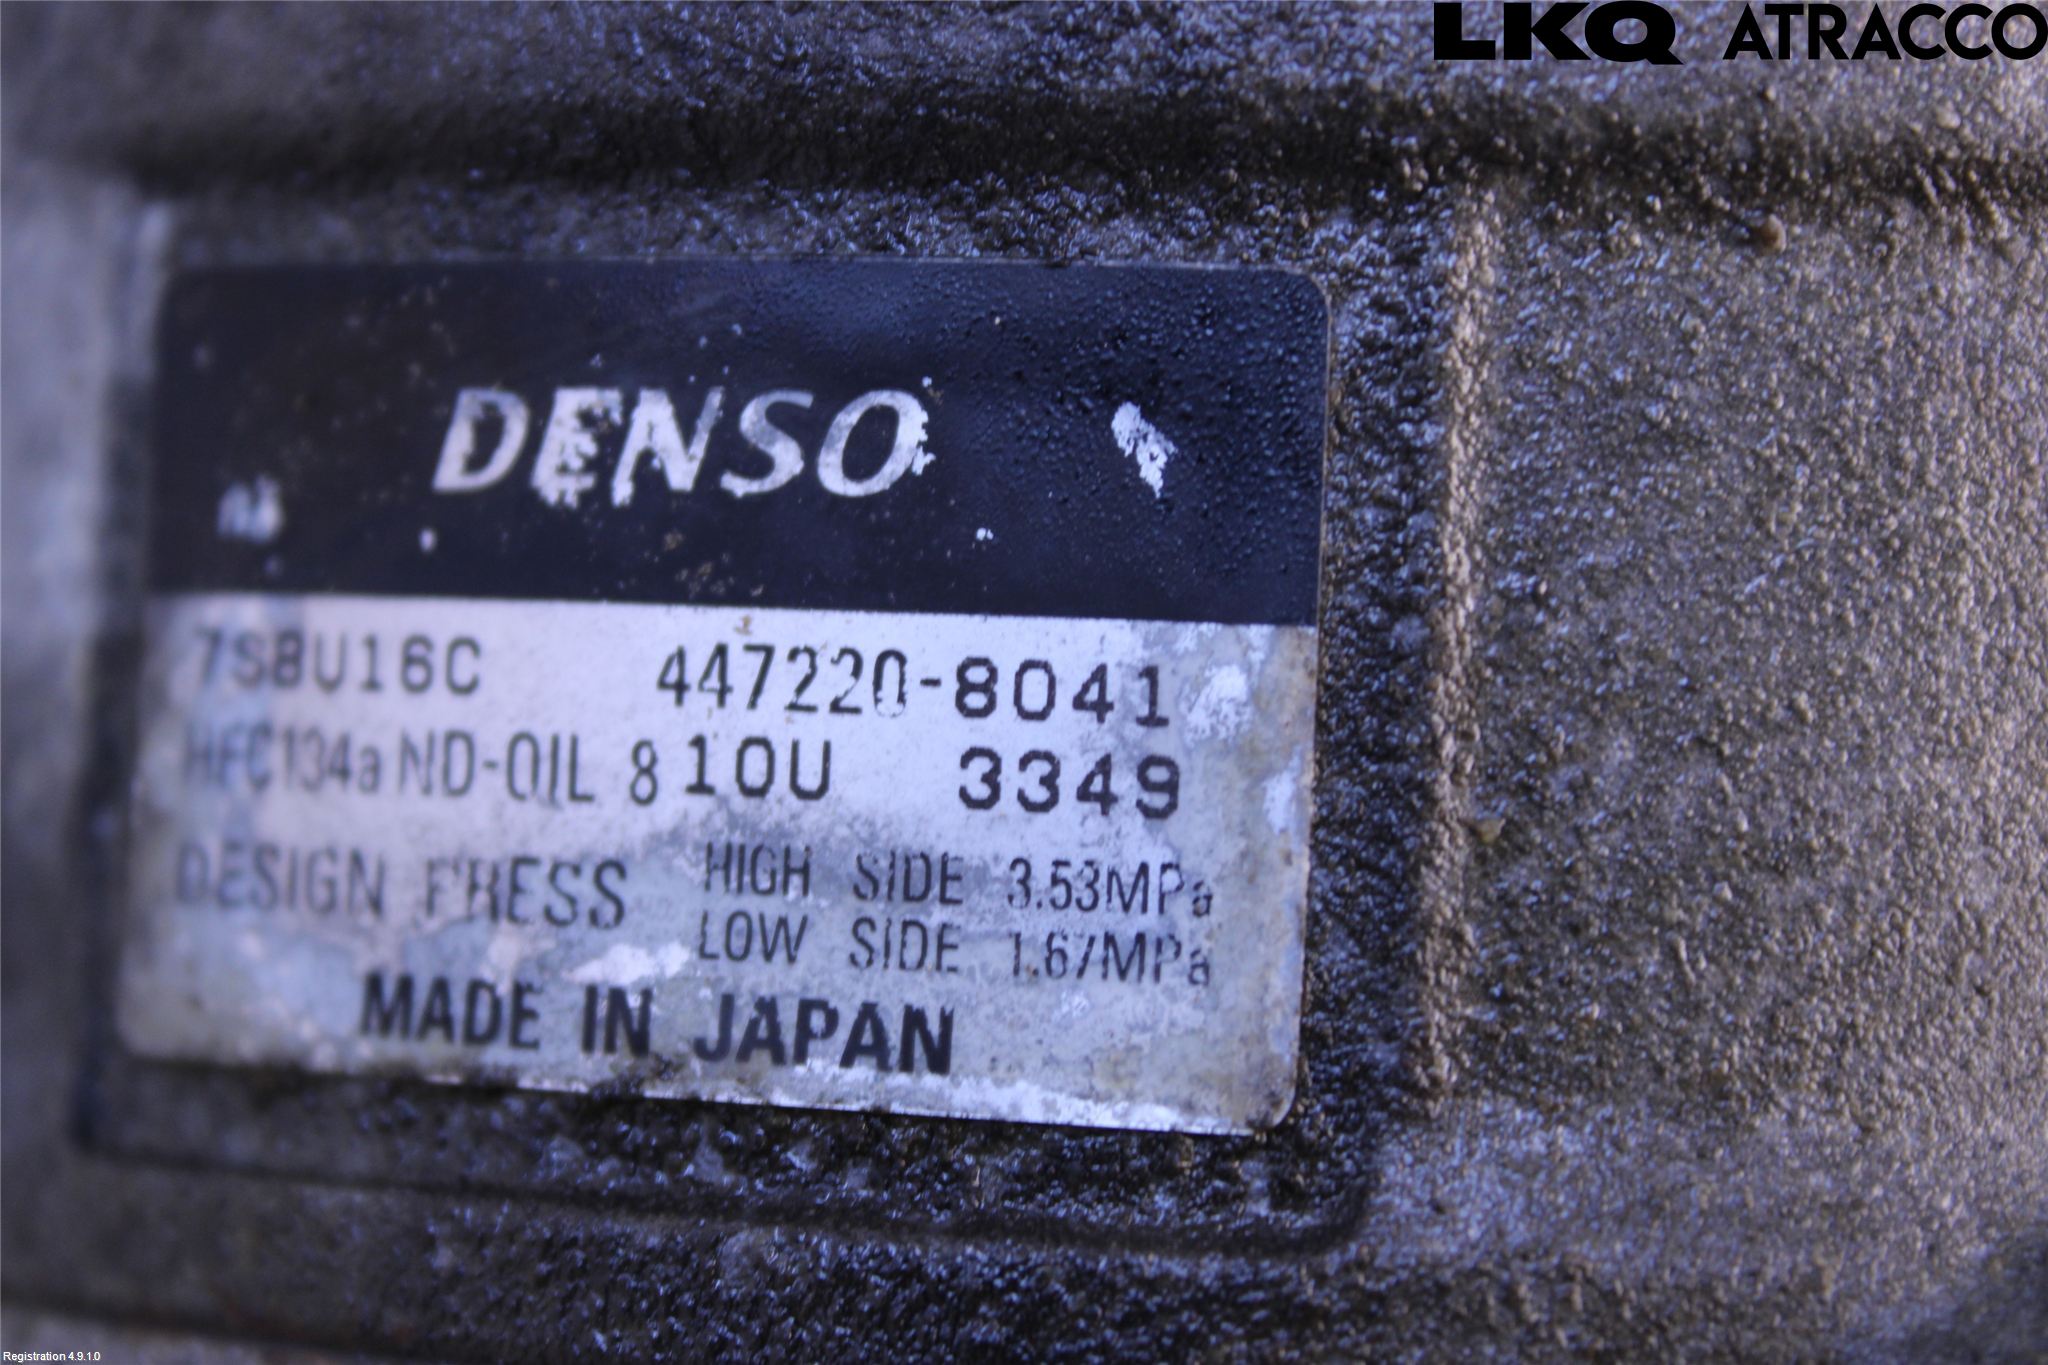 LKQ ATRACCO
DENSO
7SBU16C 447220-8041
HFC134a ND-OIL 8 10U 3349
DESIGN PRESS HIGH SIDE 3.53MPa
LOW SIDE 1.67MPa
MADE IN JAPAN
Registration 4.9.1.0